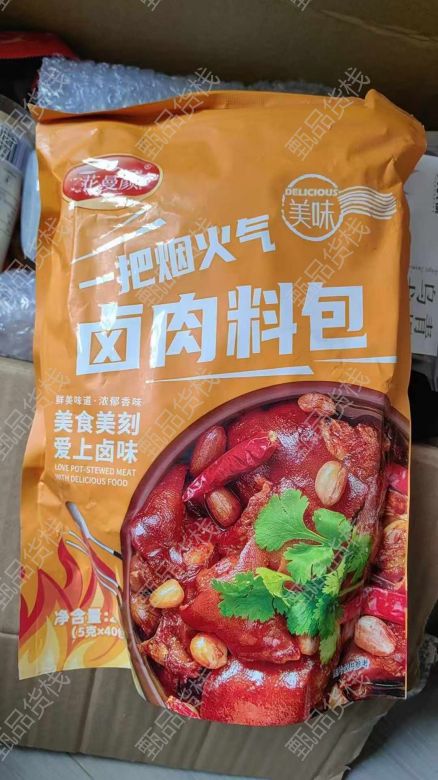 花曼颜
DELICIOUS
美味
一把烟火气
卤肉料包
鲜美味道·浓郁香味
美食美刻
爱上卤味
LOVE POT-STEWED MEAT
WITH DELICIOUS FOOD
净含量:
(5克×40
甄品货栈